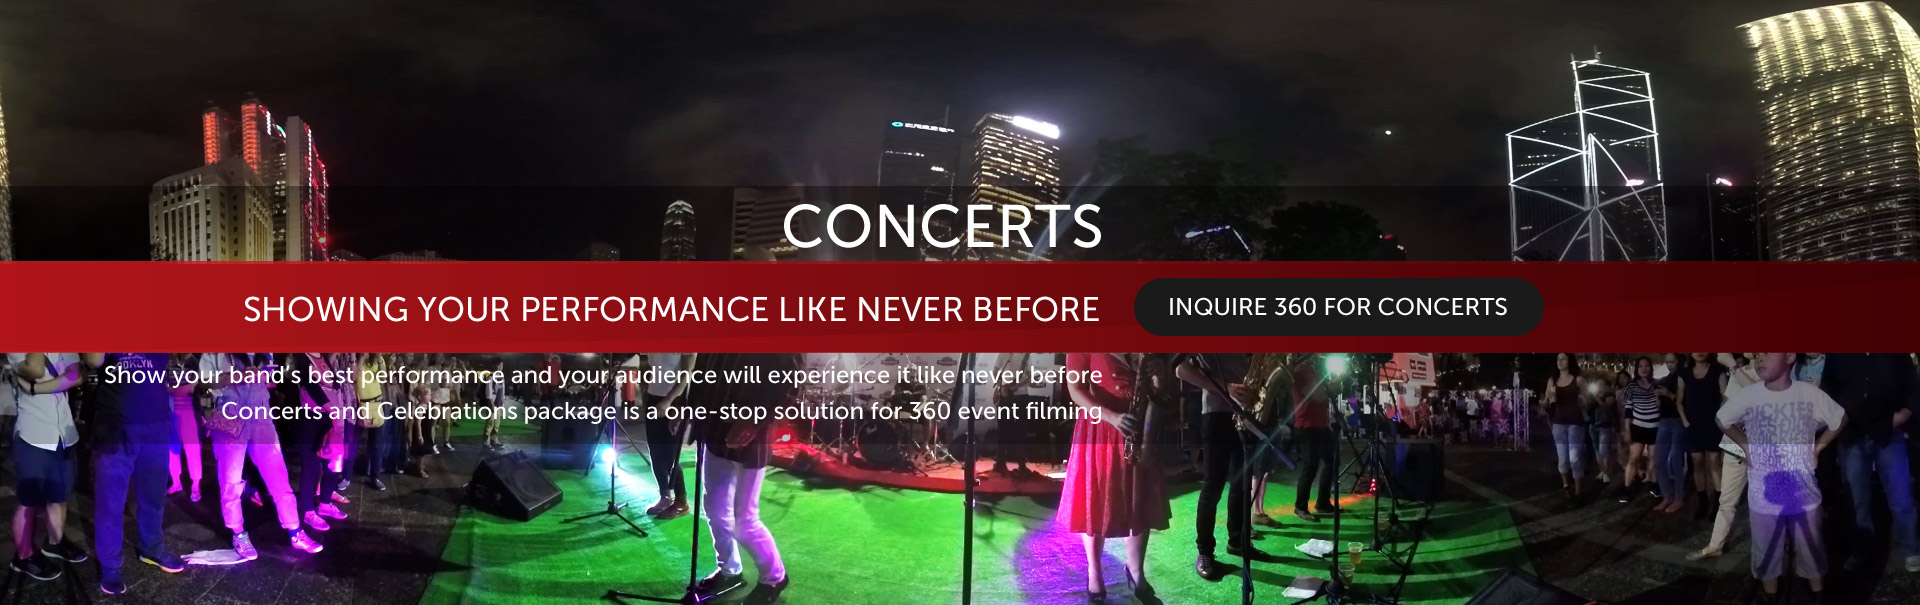 CONCERTS
SHOWING YOUR PERFORMANCE LIKE NEVER BEFORE
INQUIRE 360 FOR CONCERTS
Show your band's best performance and your audience will experience it like never before
Concerts and Celebrations package is a one-stop solution for 360 event filming
DICKIES